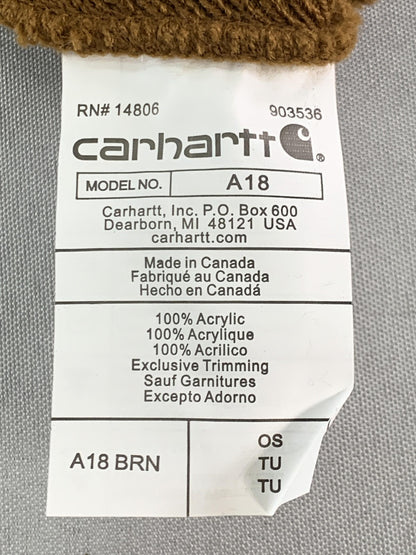 RN# 14806 903536
carhartt ®
MODEL NO. A18
Carhartt, Inc. P.O. Box 600
Dearborn, MI 48121 USA
carhartt.com
Made in Canada
Fabriqué au Canada
Hecho en Canadá
100% Acrylic
100% Acrylique
100% Acrilico
Exclusive Trimming
Sauf Garnitures
Excepto Adorno
A18 BRN OS
TU
TU